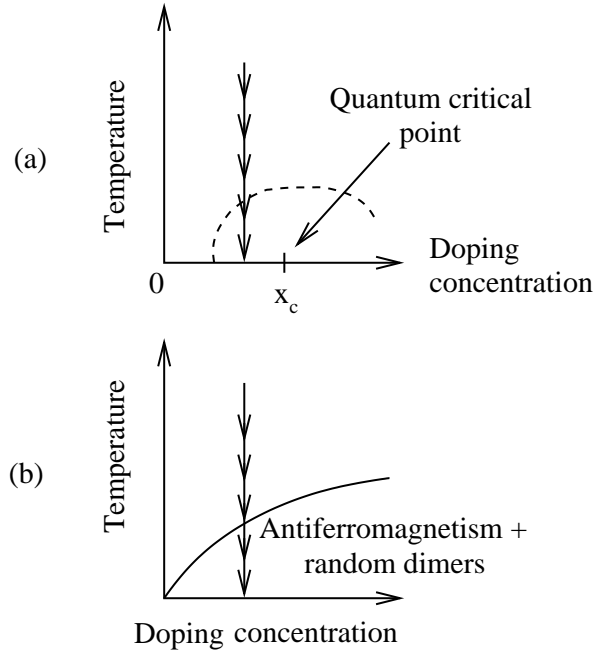 (a)
Temperature
Quantum critical
point
Doping
concentration
0
x_c
(b)
Temperature
Antiferromagnetism +
random dimers
Doping concentration